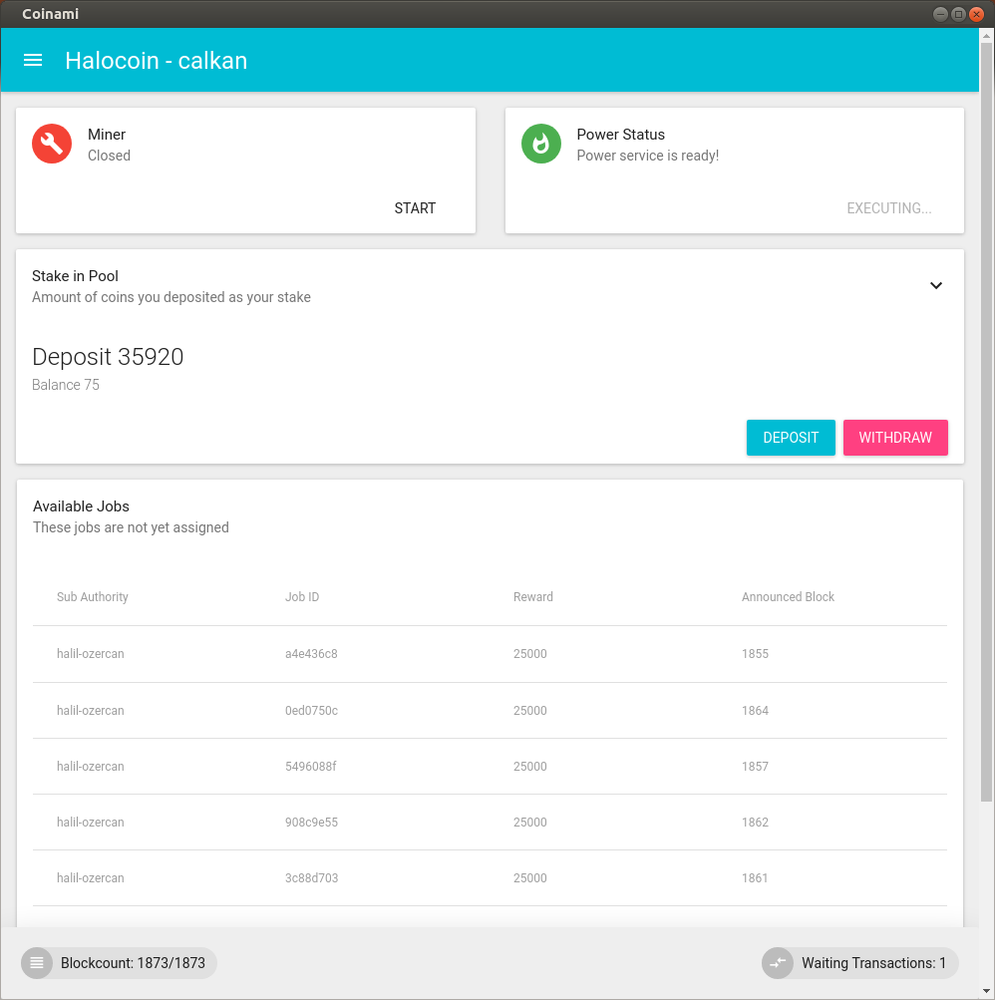 Coinami
Halocoin - calkan
Miner
Closed
START
Power Status
Power service is ready!
EXECUTING...
Stake in Pool
Amount of coins you deposited as your stake
Deposit 35920
Balance 75
DEPOSIT WITHDRAW
Available Jobs
These jobs are not yet assigned
Sub Authority Job ID Reward Announced Block
halil-ozercan a4e436c8 25000 1855
halil-ozercan 0ed0750c 25000 1864
halil-ozercan 5496088f 25000 1857
halil-ozercan 908c9e55 25000 1862
halil-ozercan 3c88d703 25000 1861
Blockcount: 1873/1873 Waiting Transactions: 1